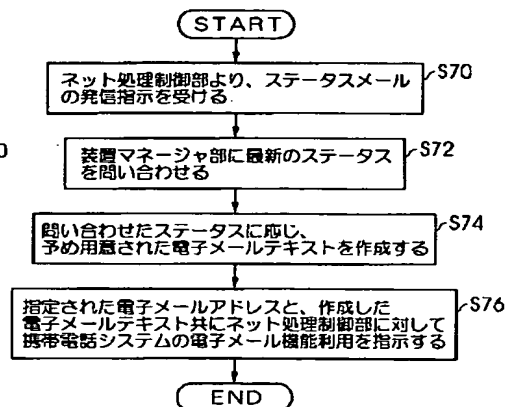 START
ネット処理制御部より、ステータスメール
の発信指示を受ける
S70
装置マネージャ部に最新のステータス
を問い合わせる
S72
問い合わせたステータスに応じ、
予め用意された電子メールテキストを作成する
S74
指定された電子メールアドレスと、作成した
電子メールテキスト共にネット処理制御部に対して
携帯電話システムの電子メール機能利用を指示する
S76
END